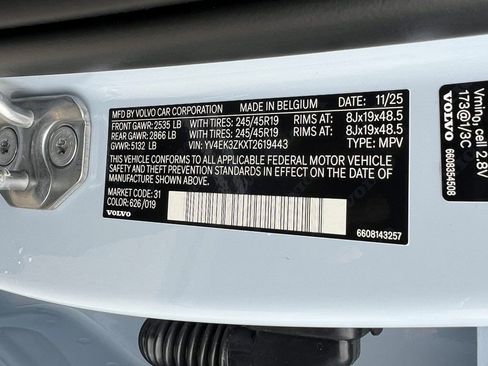 MFD BY VOLVO CAR CORPORATION MADE IN BELGIUM DATE: 11/25
FRONT GAWR: 2535 LB WITH TIRES: 245/45R19 RIMS AT: 8Jx19x48.5
REAR GAWR: 2866 LB WITH TIRES: 245/45R19 RIMS AT: 8Jx19x48.5
GVWR: 5132 LB VIN: YV4EK3ZKXT2619443 TYPE: MPV
THIS VEHICLE CONFORMS TO ALL APPLICABLE FEDERAL MOTOR VEHICLE
SAFETY AND THEFT PREVENTION STANDARDS IN EFFECT ON THE DATE OF
MANUFACTURE SHOWN ABOVE.
MARKET CODE: 31
COLOR: 626/019
VOLVO
6608143257
Vmin cell 2.8V
173@V/3C
VOLVO
6608354508